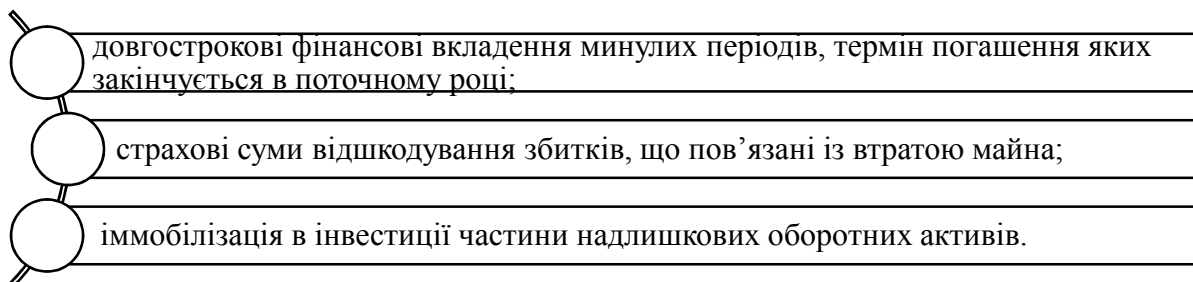 довгострокові фінансові вкладення минулих періодів, термін погашення яких
закінчується в поточному році;
страхові суми відшкодування збитків, що пов’язані із втратою майна;
іммобілізація в інвестиції частини надлишкових оборотних активів.